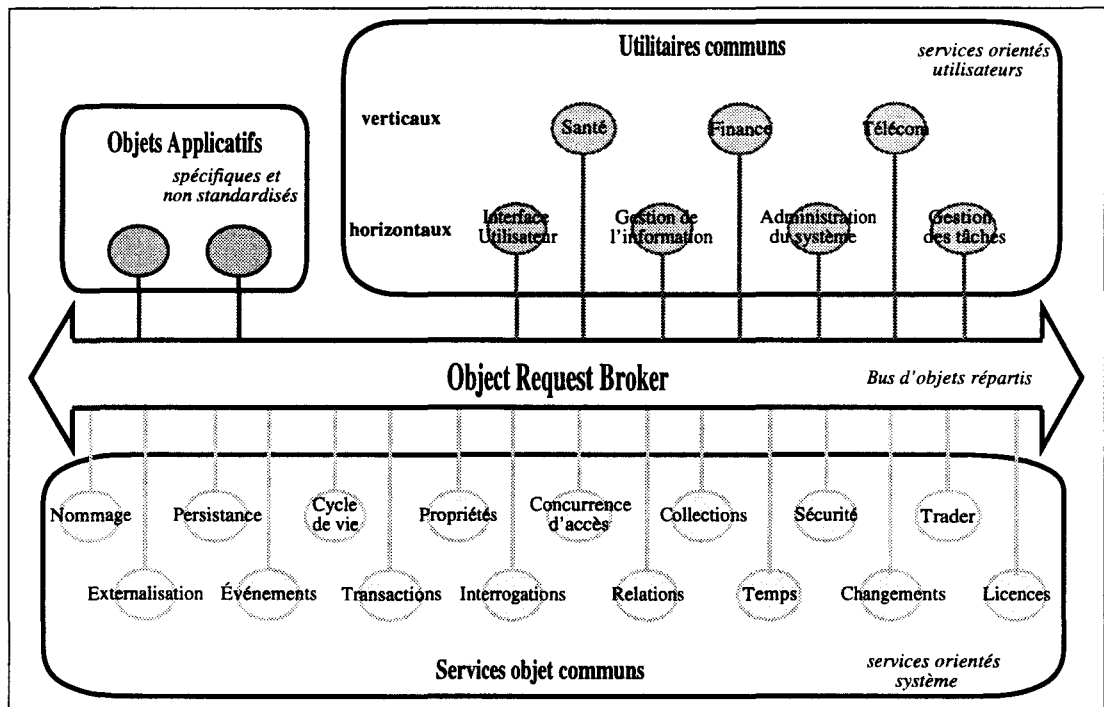 Utilitaires communs
services orientés
utilisateurs
verticaux
Santé
Finance
Télécom
Objets Applicatifs
spécifiques et
non standardisés
horizontaux
Interface
Utilisateur
Gestion de
l'information
Administration
du système
Gestion
des tâches
Object Request Broker
Bus d'objets répartis
Nommage
Persistance
Cycle
de vie
Propriétés
Concurrence
d'accès
Collections
Sécurité
Trader
Externalisation
Événements
Transactions
Interrogations
Relations
Temps
Changements
Licences
Services objet communs
services orientés
système